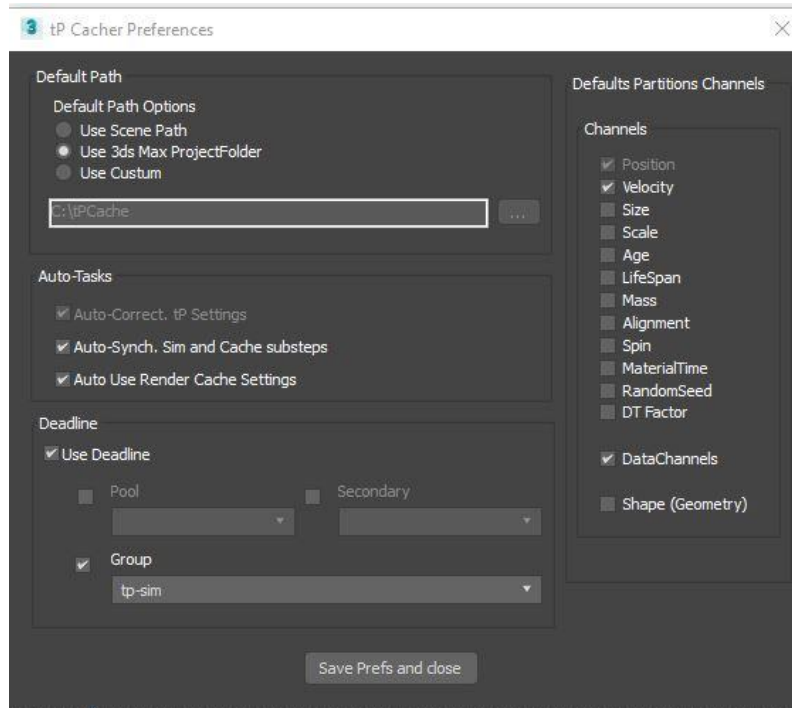 3 tP Cacher Preferences
Default Path
Default Path Options
Use Scene Path
Use 3ds Max ProjectFolder
Use Custum
C:\tPCache
...
Auto-Tasks
Auto-Correct. tP Settings
Auto-Synch. Sim and Cache substeps
Auto Use Render Cache Settings
Deadline
Use Deadline
Pool
Secondary
Group
tp-sim
Defaults Partitions Channels
Channels
Position
Velocity
Size
Scale
Age
LifeSpan
Mass
Alignment
Spin
MaterialTime
RandomSeed
DT Factor
DataChannels
Shape (Geometry)
Save Prefs and close